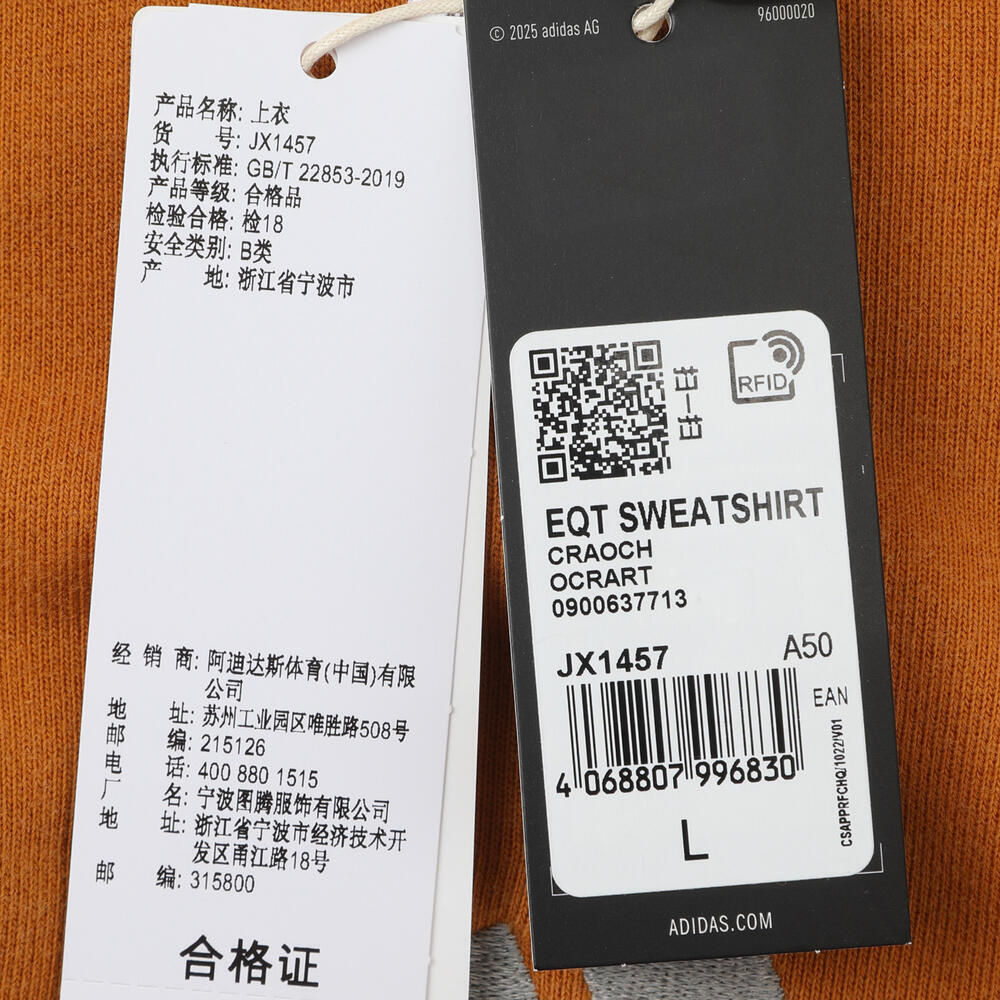 产品名称: 上衣
货 号: JX1457
执行标准: GB/T 22853-2019
产品等级: 合格品
检验合格: 检18
安全类别: B类
产 地: 浙江省宁波市
经 销 商: 阿迪达斯体育(中国)有限
公司
地 址: 苏州工业园区唯胜路508号
邮 编: 215126
电 话: 400 880 1515
厂 名: 宁波图腾服饰有限公司
地 址: 浙江省宁波市经济技术开
发区甬江路18号
邮 编: 315800
合格证
© 2025 adidas AG
96000020
扫一扫
RFID
EQT SWEATSHIRT
CRAOCH
OCRART
0900637713
JX1457
A50
EAN
4 068807 996830
CSAPPRFCHQ/1022/V01
L
ADIDAS.COM